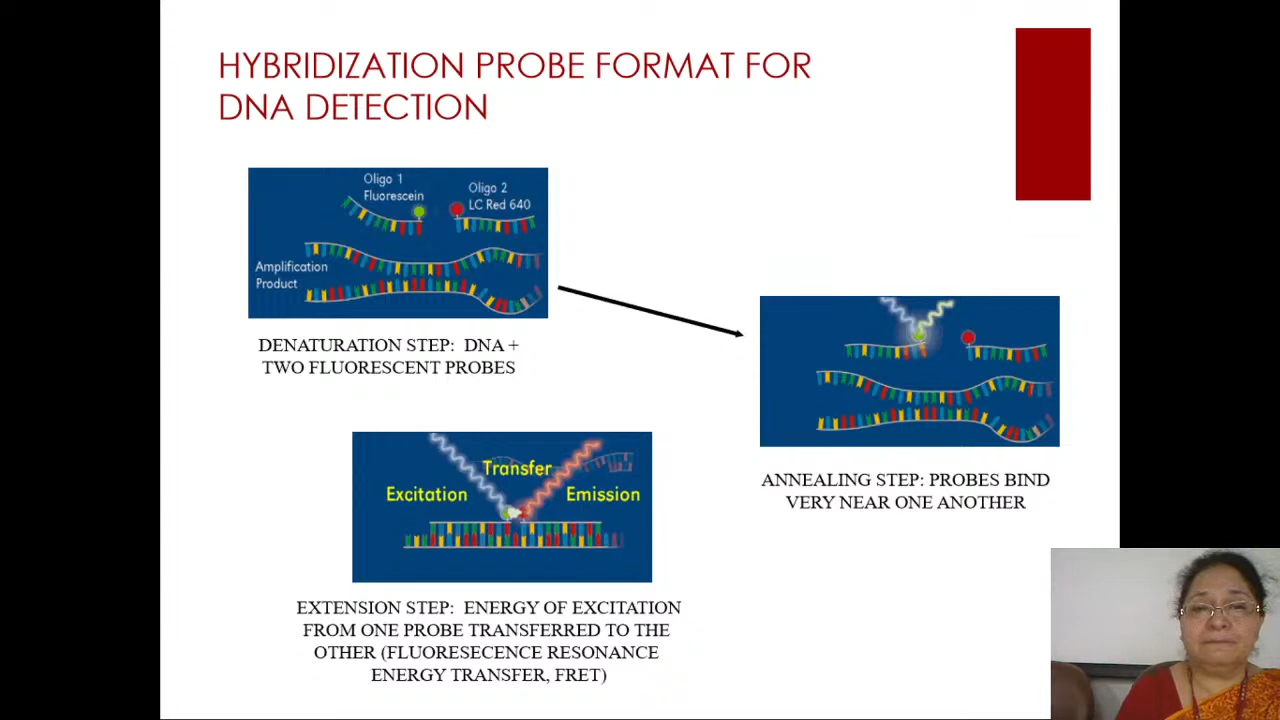 HYBRIDIZATION PROBE FORMAT FOR
DNA DETECTION
Oligo 1
Fluorescein
Oligo 2
LC Red 640
Amplification
Product
DENATURATION STEP: DNA +
TWO FLUORESCENT PROBES
ANNEALING STEP: PROBES BIND
VERY NEAR ONE ANOTHER
Transfer
Excitation
Emission
EXTENSION STEP: ENERGY OF EXCITATION
FROM ONE PROBE TRANSFERRED TO THE
OTHER (FLUORESECENCE RESONANCE
ENERGY TRANSFER, FRET)